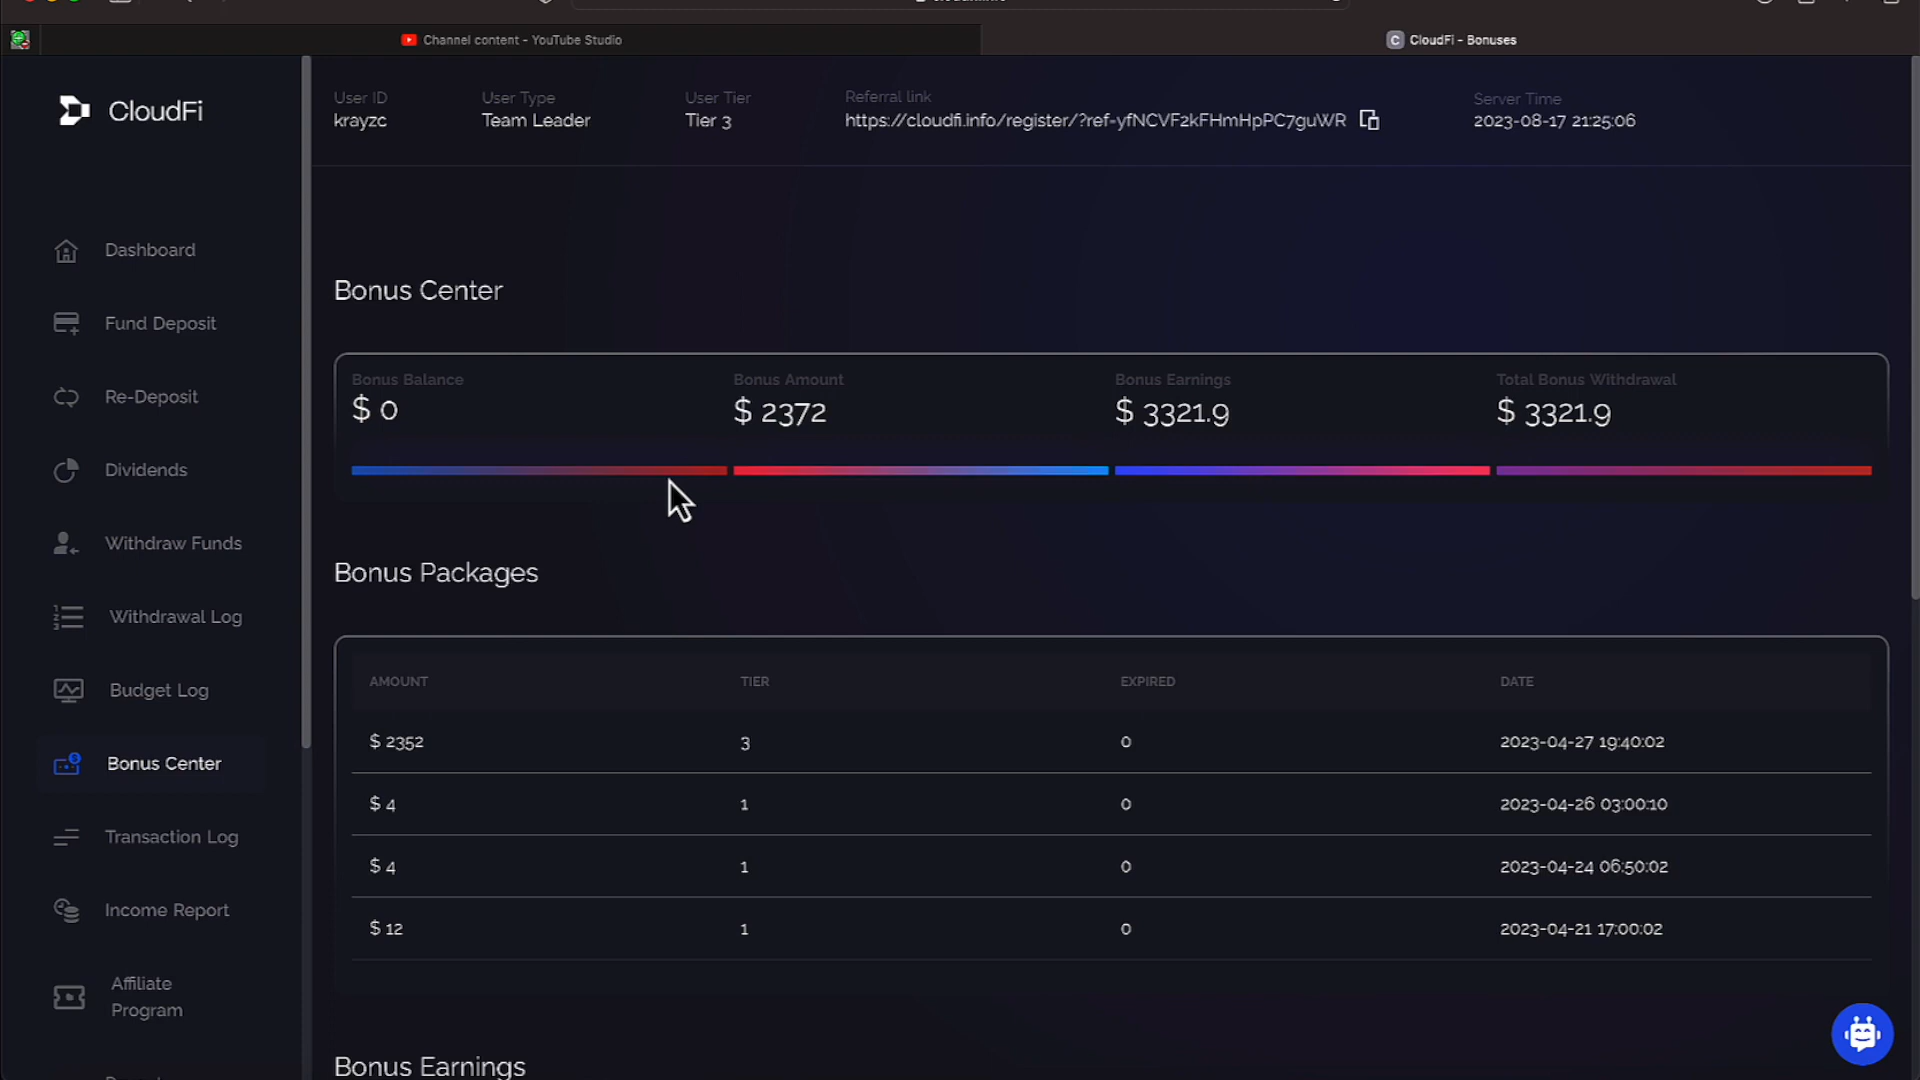 Channel content - YouTube Studio
CloudFi - Bonuses
CloudFi
User ID
krayzc
User Type
Team Leader
User Tier
Tier 3
Referral link
https://cloudfi.info/register/?ref=yfNCVF2kFHmHpPC7guWR
Server Time
2023-08-17 21:25:06
Dashboard
Fund Deposit
Re-Deposit
Dividends
Withdraw Funds
Withdrawal Log
Budget Log
Bonus Center
Transaction Log
Income Report
Affiliate
Program
Bonus Center
Bonus Balance
$ 0
Bonus Amount
$ 2372
Bonus Earnings
$ 3321.9
Total Bonus Withdrawal
$ 3321.9
Bonus Packages
AMOUNT TIER EXPIRED DATE
$ 2352 3 0 2023-04-27 19:40:02
$ 4 1 0 2023-04-26 03:00:10
$ 4 1 0 2023-04-24 06:50:02
$ 12 1 0 2023-04-21 17:00:02
Bonus Earnings